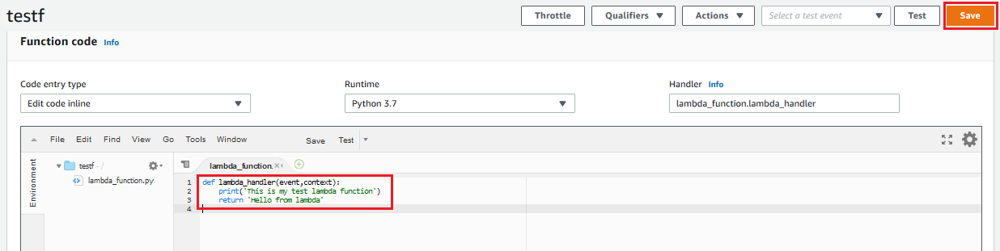 testf
Throttle
Qualifiers
Actions
Select a test event
Test
Save
Function code Info
Code entry type
Edit code inline
Runtime
Python 3.7
Handler Info
lambda_function.lambda_handler
File Edit Find View Go Tools Window Save Test
Environment
testf - /
lambda_function.py
lambda_function.
1 def lambda_handler(event,context):
2 print('This is my test lambda function')
3 return 'Hello from lambda'
4